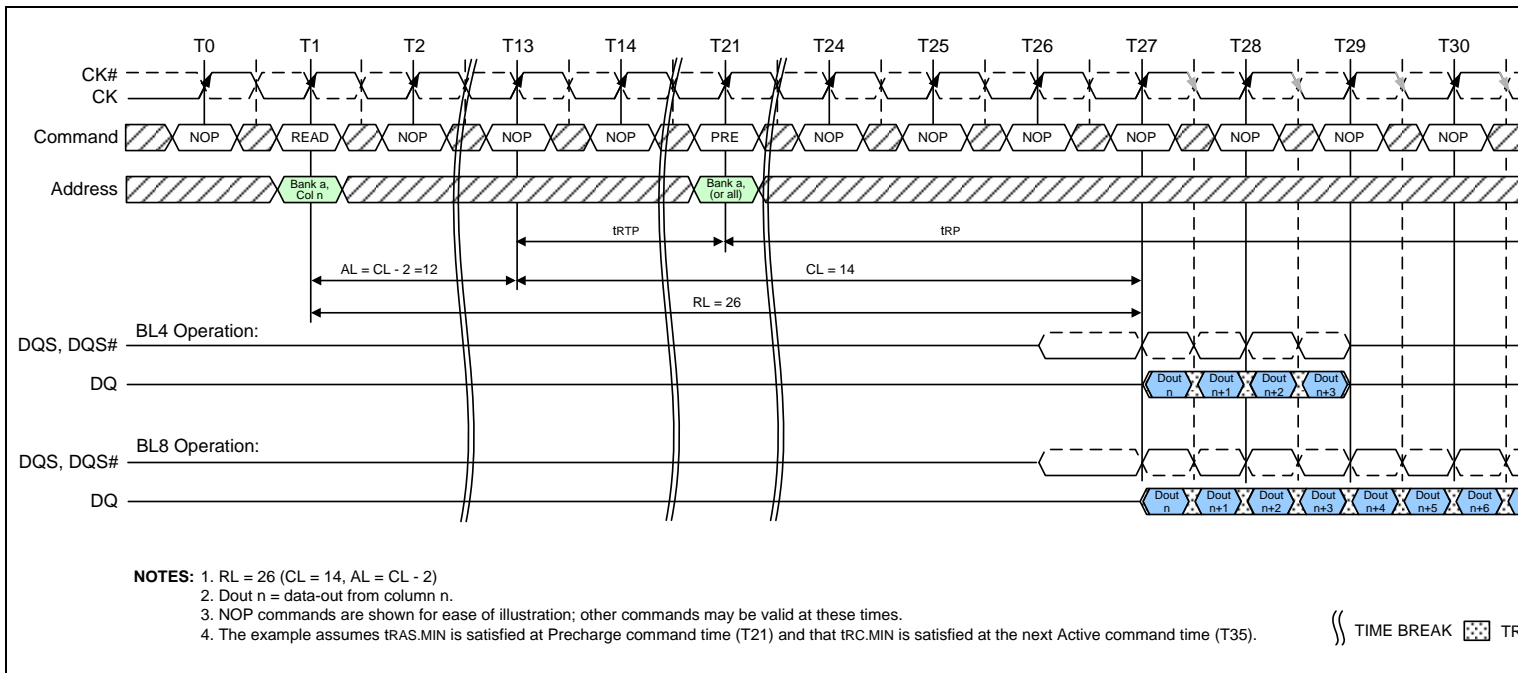 T0 T1 T2 T13 T14 T21 T24 T25 T26 T27 T28 T29 T30
CK#
CK
Command NOP READ NOP NOP NOP PRE NOP NOP NOP NOP NOP NOP NOP
Address Bank a, Col n Bank a, (or all)
tRTP tRP
AL = CL - 2 =12 CL = 14
RL = 26
BL4 Operation:
DQS, DQS#
DQ Dout n Dout n+1 Dout n+2 Dout n+3
BL8 Operation:
DQS, DQS#
DQ Dout n Dout n+1 Dout n+2 Dout n+3 Dout n+4 Dout n+5 Dout n+6
NOTES: 1. RL = 26 (CL = 14, AL = CL - 2)
2. Dout n = data-out from column n.
3. NOP commands are shown for ease of illustration; other commands may be valid at these times.
4. The example assumes tRAS.MIN is satisfied at Precharge command time (T21) and that tRC.MIN is satisfied at the next Active command time (T35).
TIME BREAK TR